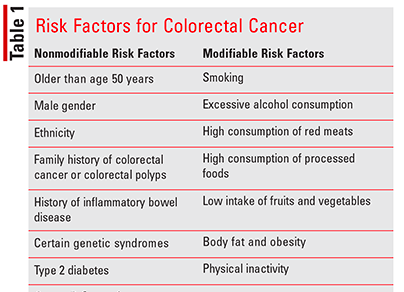 Table 1
Risk Factors for Colorectal Cancer
Nonmodifiable Risk Factors Modifiable Risk Factors
Older than age 50 years Smoking
Male gender Excessive alcohol consumption
Ethnicity High consumption of red meats
Family history of colorectal High consumption of processed
cancer or colorectal polyps foods
History of inflammatory bowel Low intake of fruits and vegetables
disease
Certain genetic syndromes Body fat and obesity
Type 2 diabetes Physical inactivity